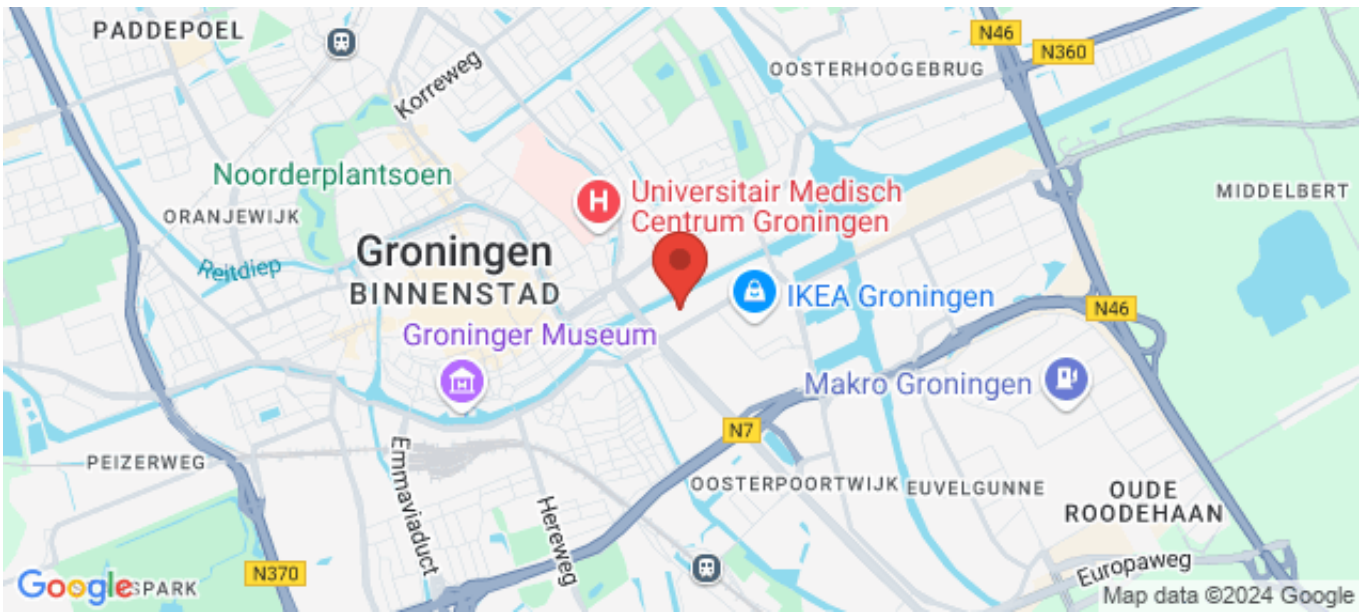 PADDEPOEL
N46
N360
Korreweg
OOSTERHOOGEBRUG
Noorderplantsoen
Universitair Medisch
Centrum Groningen
MIDDELBERT
ORANJEWIJK
Groningen
BINNENSTAD
Reitdiep
IKEA Groningen
N46
Groninger Museum
Makro Groningen
N7
PEIZERWEG
Emmaviaduct
OOSTERPOORTWIJK
EUVELGUNNE
OUDE
ROODEHAAN
Hereweg
Europaweg
N370
Google
SPARK
Map data ©2024 Google